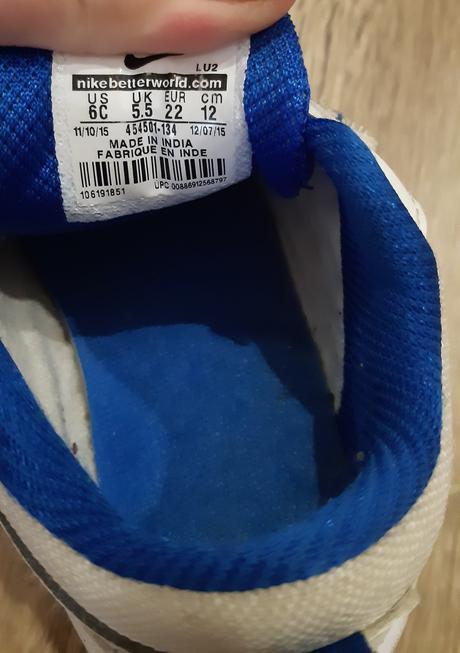 LU2
nikebetterworld.com
US UK EUR cm
6C 5.5 22 12
11/10/15 454501-134 12/07/15
MADE IN INDIA
FABRIQUE EN INDE
106191851 UPC 00886912568797